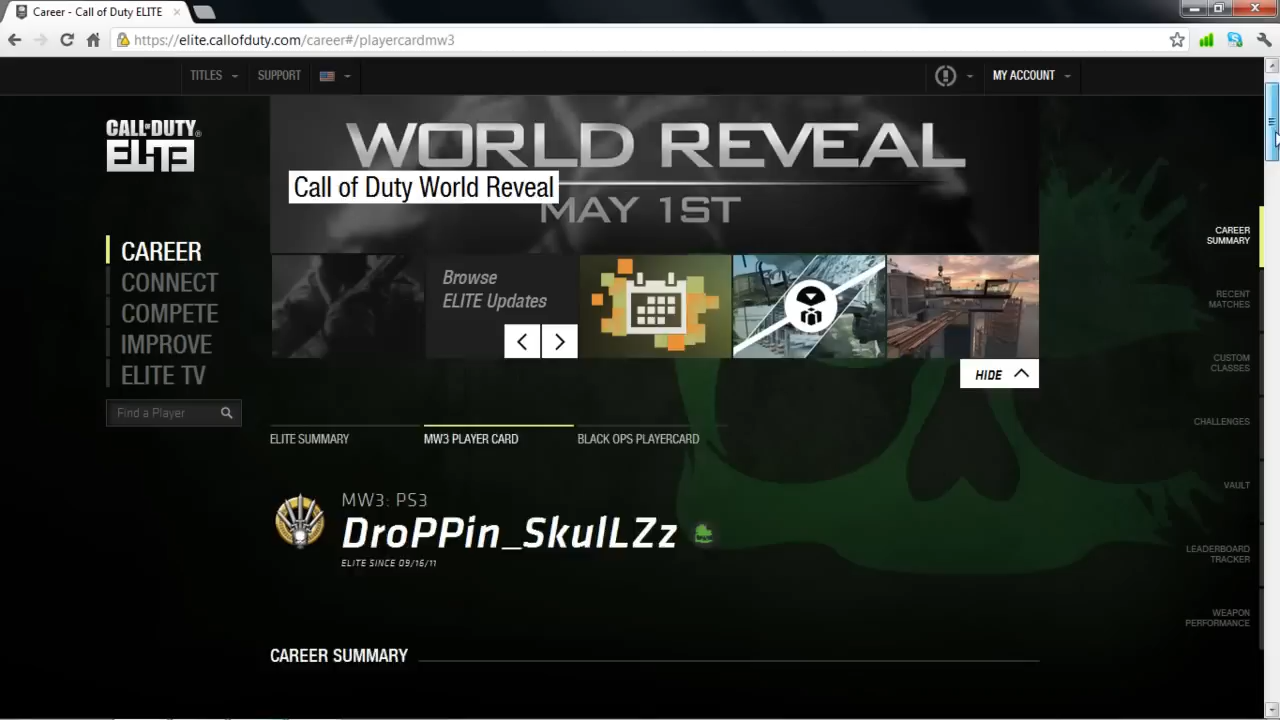 Career - Call of Duty ELITE
https://elite.callofduty.com/career#/playercardmw3
TITLES
SUPPORT
MY ACCOUNT
CALL OF DUTY®
ELITE
WORLD REVEAL
Call of Duty World Reveal
MAY 1ST
CAREER
CONNECT
COMPETE
IMPROVE
ELITE TV
Find a Player
Browse
ELITE Updates
HIDE
ELITE SUMMARY
MW3 PLAYER CARD
BLACK OPS PLAYERCARD
MW3: PS3
DroPPin_SkulLZz
ELITE SINCE 09/16/11
CAREER SUMMARY
CAREER
SUMMARY
RECENT
MATCHES
CUSTOM
CLASSES
CHALLENGES
VAULT
LEADERBOARD
TRACKER
WEAPON
PERFORMANCE